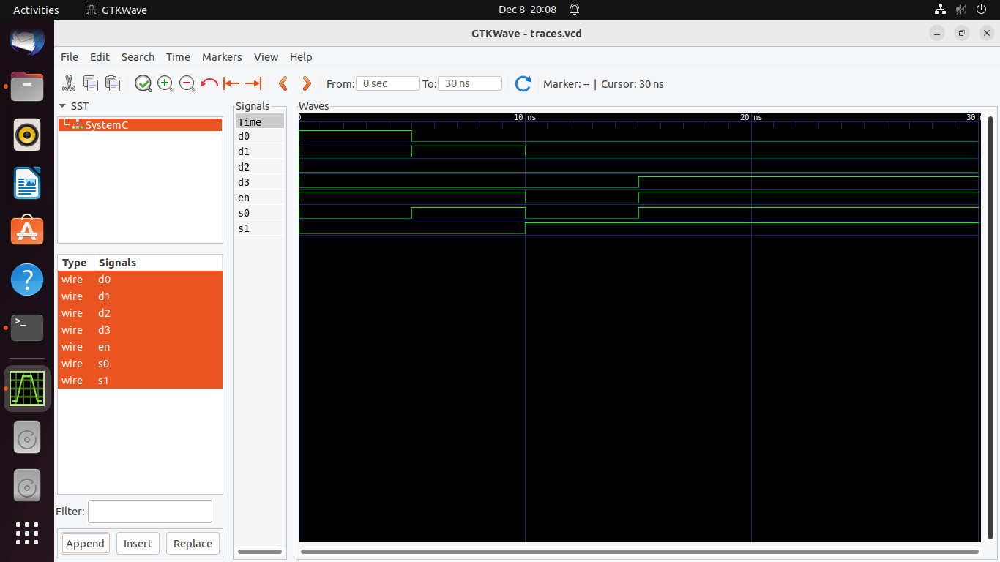 Activities GTKWave Dec 8 20:08
GTKWave - traces.vcd
File Edit Search Time Markers View Help
From: 0 sec To: 30 ns Marker: -- | Cursor: 30 ns
SST
SystemC
Type Signals
wire d0
wire d1
wire d2
wire d3
wire en
wire s0
wire s1
Filter:
Append Insert Replace
Signals
Time
d0
d1
d2
d3
en
s0
s1
Waves
0 10 ns 20 ns 30